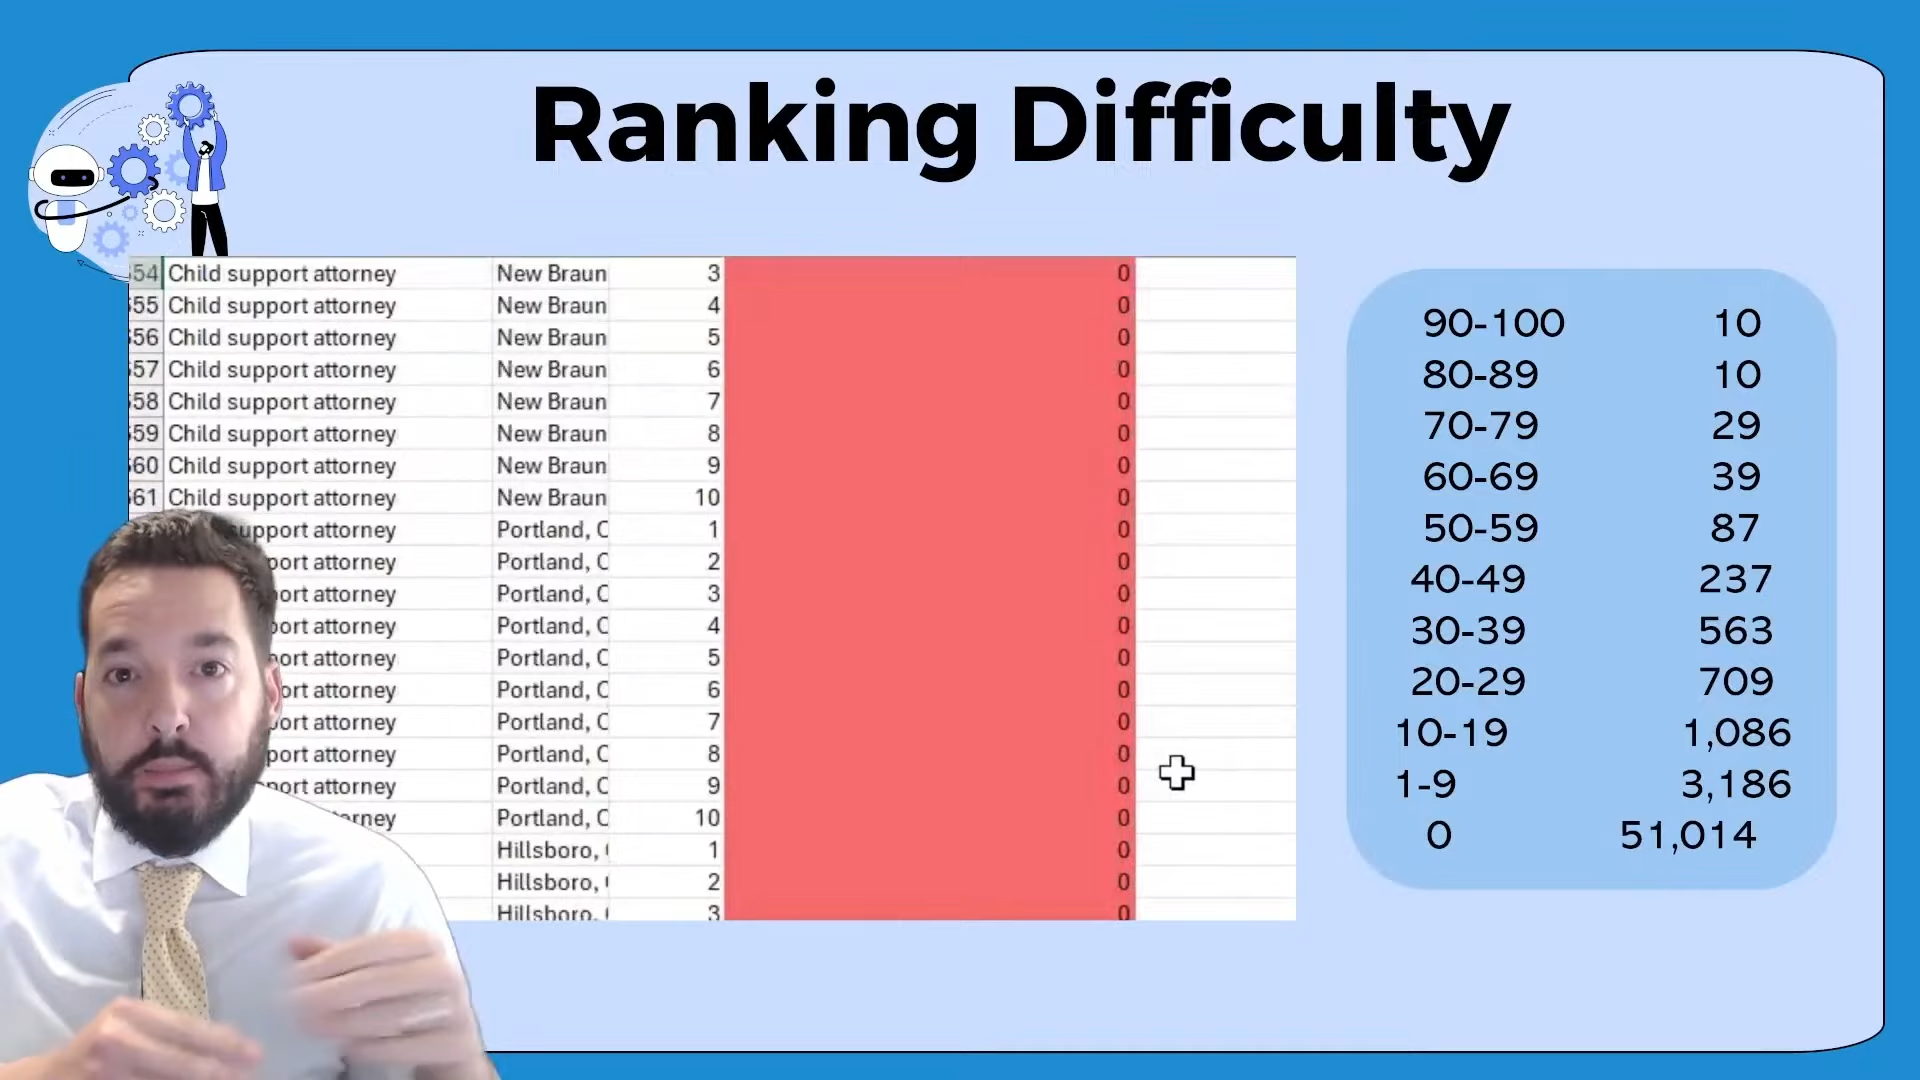 Ranking Difficulty
54 Child support attorney New Braun 3 0
55 Child support attorney New Braun 4 0
56 Child support attorney New Braun 5 0
57 Child support attorney New Braun 6 0
58 Child support attorney New Braun 7 0
59 Child support attorney New Braun 8 0
60 Child support attorney New Braun 9 0
61 Child support attorney New Braun 10 0
support attorney Portland, 1 0
port attorney Portland, 2 0
port attorney Portland, 3 0
port attorney Portland, 4 0
port attorney Portland, 5 0
ort attorney Portland, 6 0
port attorney Portland, 7 0
port attorney Portland, 8 0
port attorney Portland, 9 0
orney Portland, 10 0
Hillsboro, 1 0
Hillsboro, 2 0
Hillsboro, 3 0
90-100 10
80-89 10
70-79 29
60-69 39
50-59 87
40-49 237
30-39 563
20-29 709
10-19 1,086
1-9 3,186
0 51,014